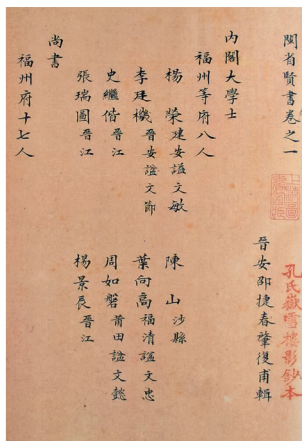 閩省賢書卷之一
孔氏嶽雪樓影鈔本
晉安邵捷春肇復甫輯
內閣大學士
福州等府八人
楊榮建安謚文敏
陳山沙縣
李廷機晉安謚文節
葉向高福清謚文忠
史繼偕晉江
周如磐莆田謚文懿
張瑞圖晉江
楊景辰晉江
尚書
福州府十七人